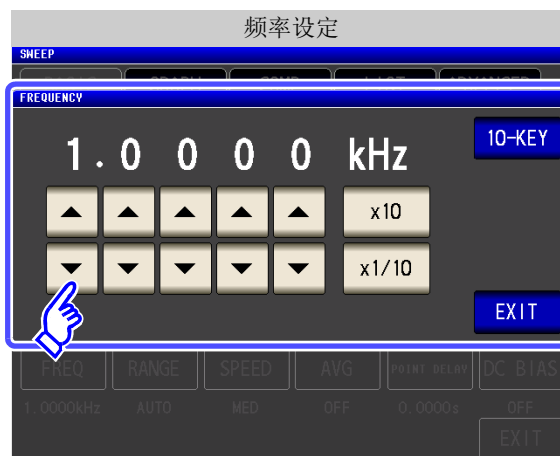 频率设定
SWEEP
FREQUENCY
1.0000 kHz
10-KEY
x10
x1/10
EXIT
FREQ RANGE SPEED AVG POINT DELAY DC BIAS
1.0000kHz AUTO MED OFF 0.0000s OFF
EXIT